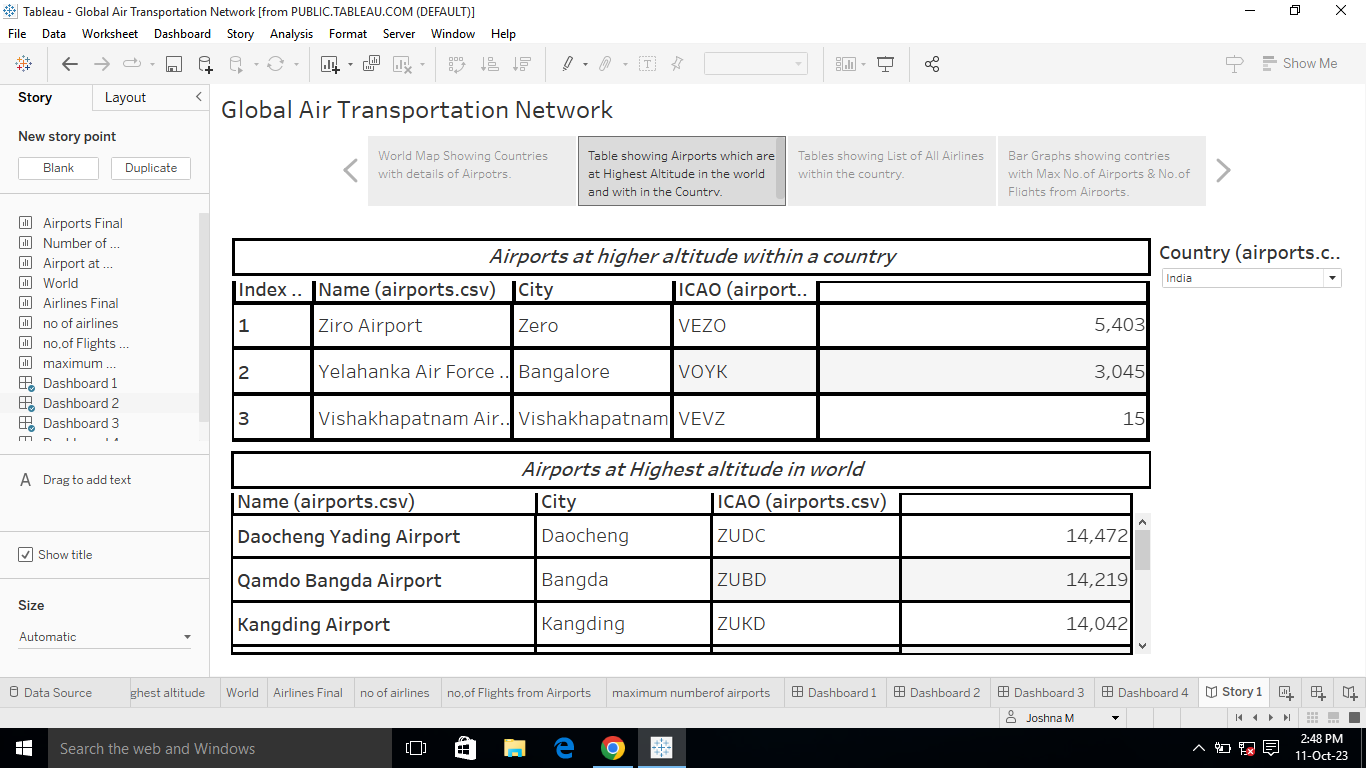 Tableau - Global Air Transportation Network [from PUBLIC.TABLEAU.COM (DEFAULT)]
File Data Worksheet Dashboard Story Analysis Format Server Window Help
Show Me
Story Layout
New story point
Blank Duplicate
Airports Final
Number of ...
Airport at ...
World
Airlines Final
no of airlines
no.of Flights ...
maximum ...
Dashboard 1
Dashboard 2
Dashboard 3
A Drag to add text
Show title
Size
Automatic
Global Air Transportation Network
World Map Showing Countries
with details of Airpotrs.
Table showing Airports which are
at Highest Altitude in the world
and with in the Country.
Tables showing List of All Airlines
within the country.
Bar Graphs showing contries
with Max No.of Airports & No.of
Flights from Airports.
Airports at higher altitude within a country
Index .. Name (airports.csv) City ICAO (airport..
1 Ziro Airport Zero VEZO 5,403
2 Yelahanka Air Force .. Bangalore VOYK 3,045
3 Vishakhapatnam Air.. Vishakhapatnam VEVZ 15
Country (airports.c..
India
Airports at Highest altitude in world
Name (airports.csv) City ICAO (airports.csv)
Daocheng Yading Airport Daocheng ZUDC 14,472
Qamdo Bangda Airport Bangda ZUBD 14,219
Kangding Airport Kangding ZUKD 14,042
Data Source ghest altitude World Airlines Final no of airlines no.of Flights from Airports maximum numberof airports Dashboard 1 Dashboard 2 Dashboard 3 Dashboard 4 Story 1
Joshna M
Search the web and Windows
2:48 PM
11-Oct-23